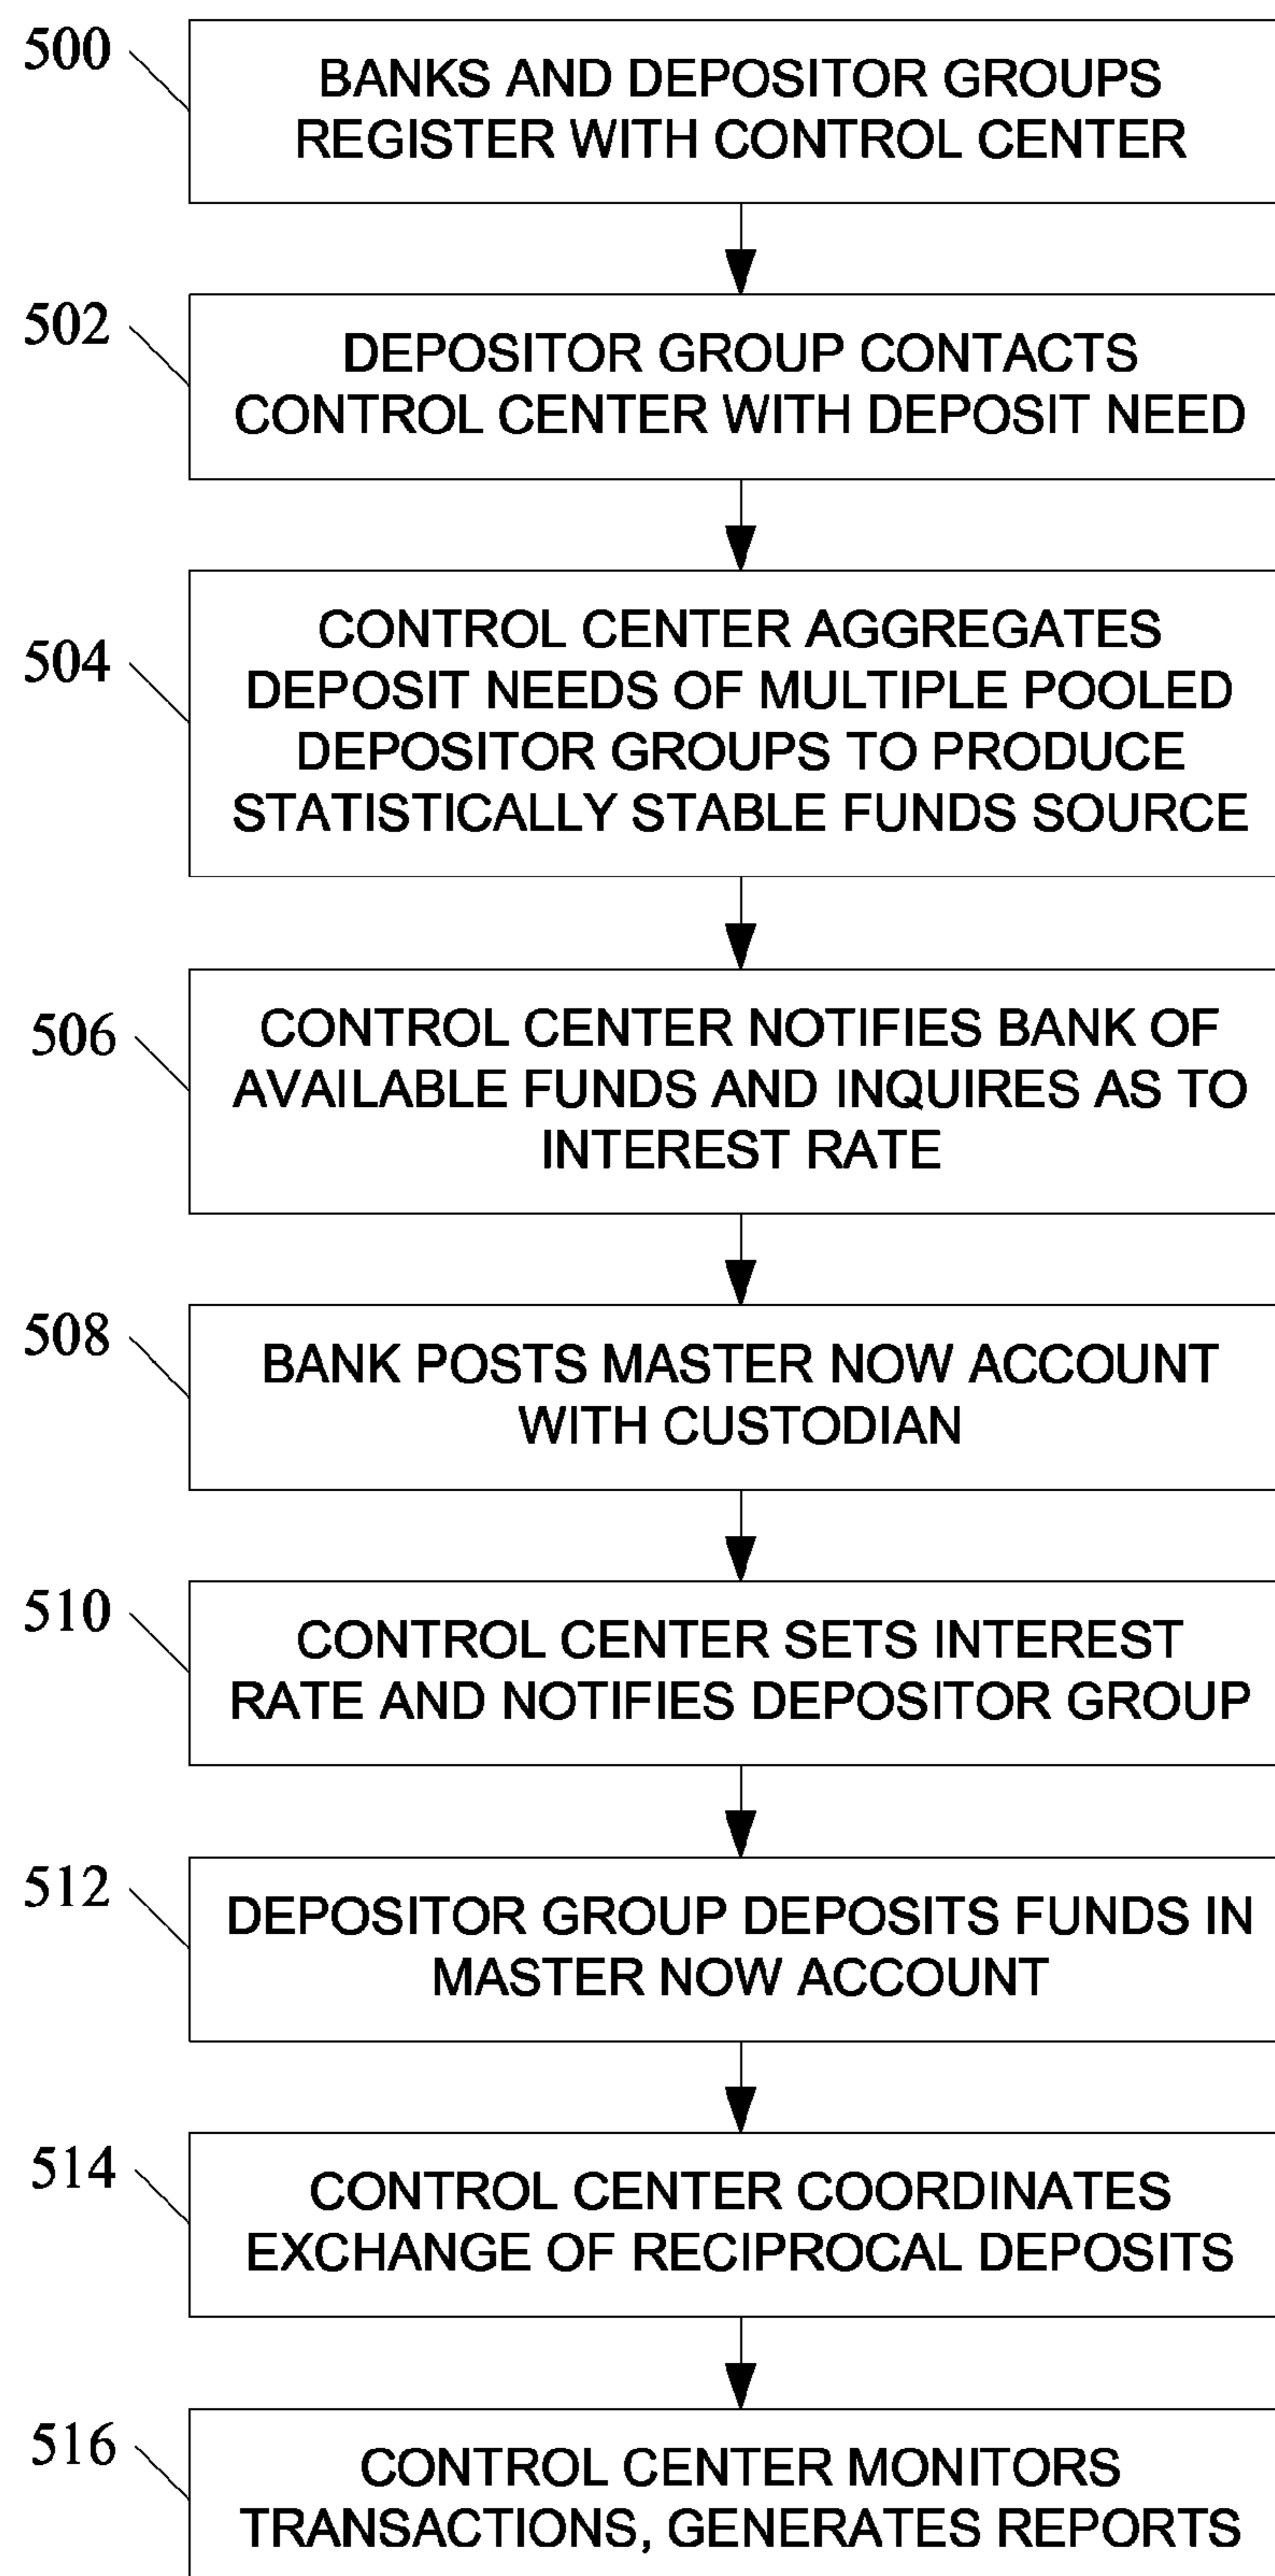 500
BANKS AND DEPOSITOR GROUPS
REGISTER WITH CONTROL CENTER
502
DEPOSITOR GROUP CONTACTS
CONTROL CENTER WITH DEPOSIT NEED
504
CONTROL CENTER AGGREGATES
DEPOSIT NEEDS OF MULTIPLE POOLED
DEPOSITOR GROUPS TO PRODUCE
STATISTICALLY STABLE FUNDS SOURCE
506
CONTROL CENTER NOTIFIES BANK OF
AVAILABLE FUNDS AND INQUIRES AS TO
INTEREST RATE
508
BANK POSTS MASTER NOW ACCOUNT
WITH CUSTODIAN
510
CONTROL CENTER SETS INTEREST
RATE AND NOTIFIES DEPOSITOR GROUP
512
DEPOSITOR GROUP DEPOSITS FUNDS IN
MASTER NOW ACCOUNT
514
CONTROL CENTER COORDINATES
EXCHANGE OF RECIPROCAL DEPOSITS
516
CONTROL CENTER MONITORS
TRANSACTIONS, GENERATES REPORTS